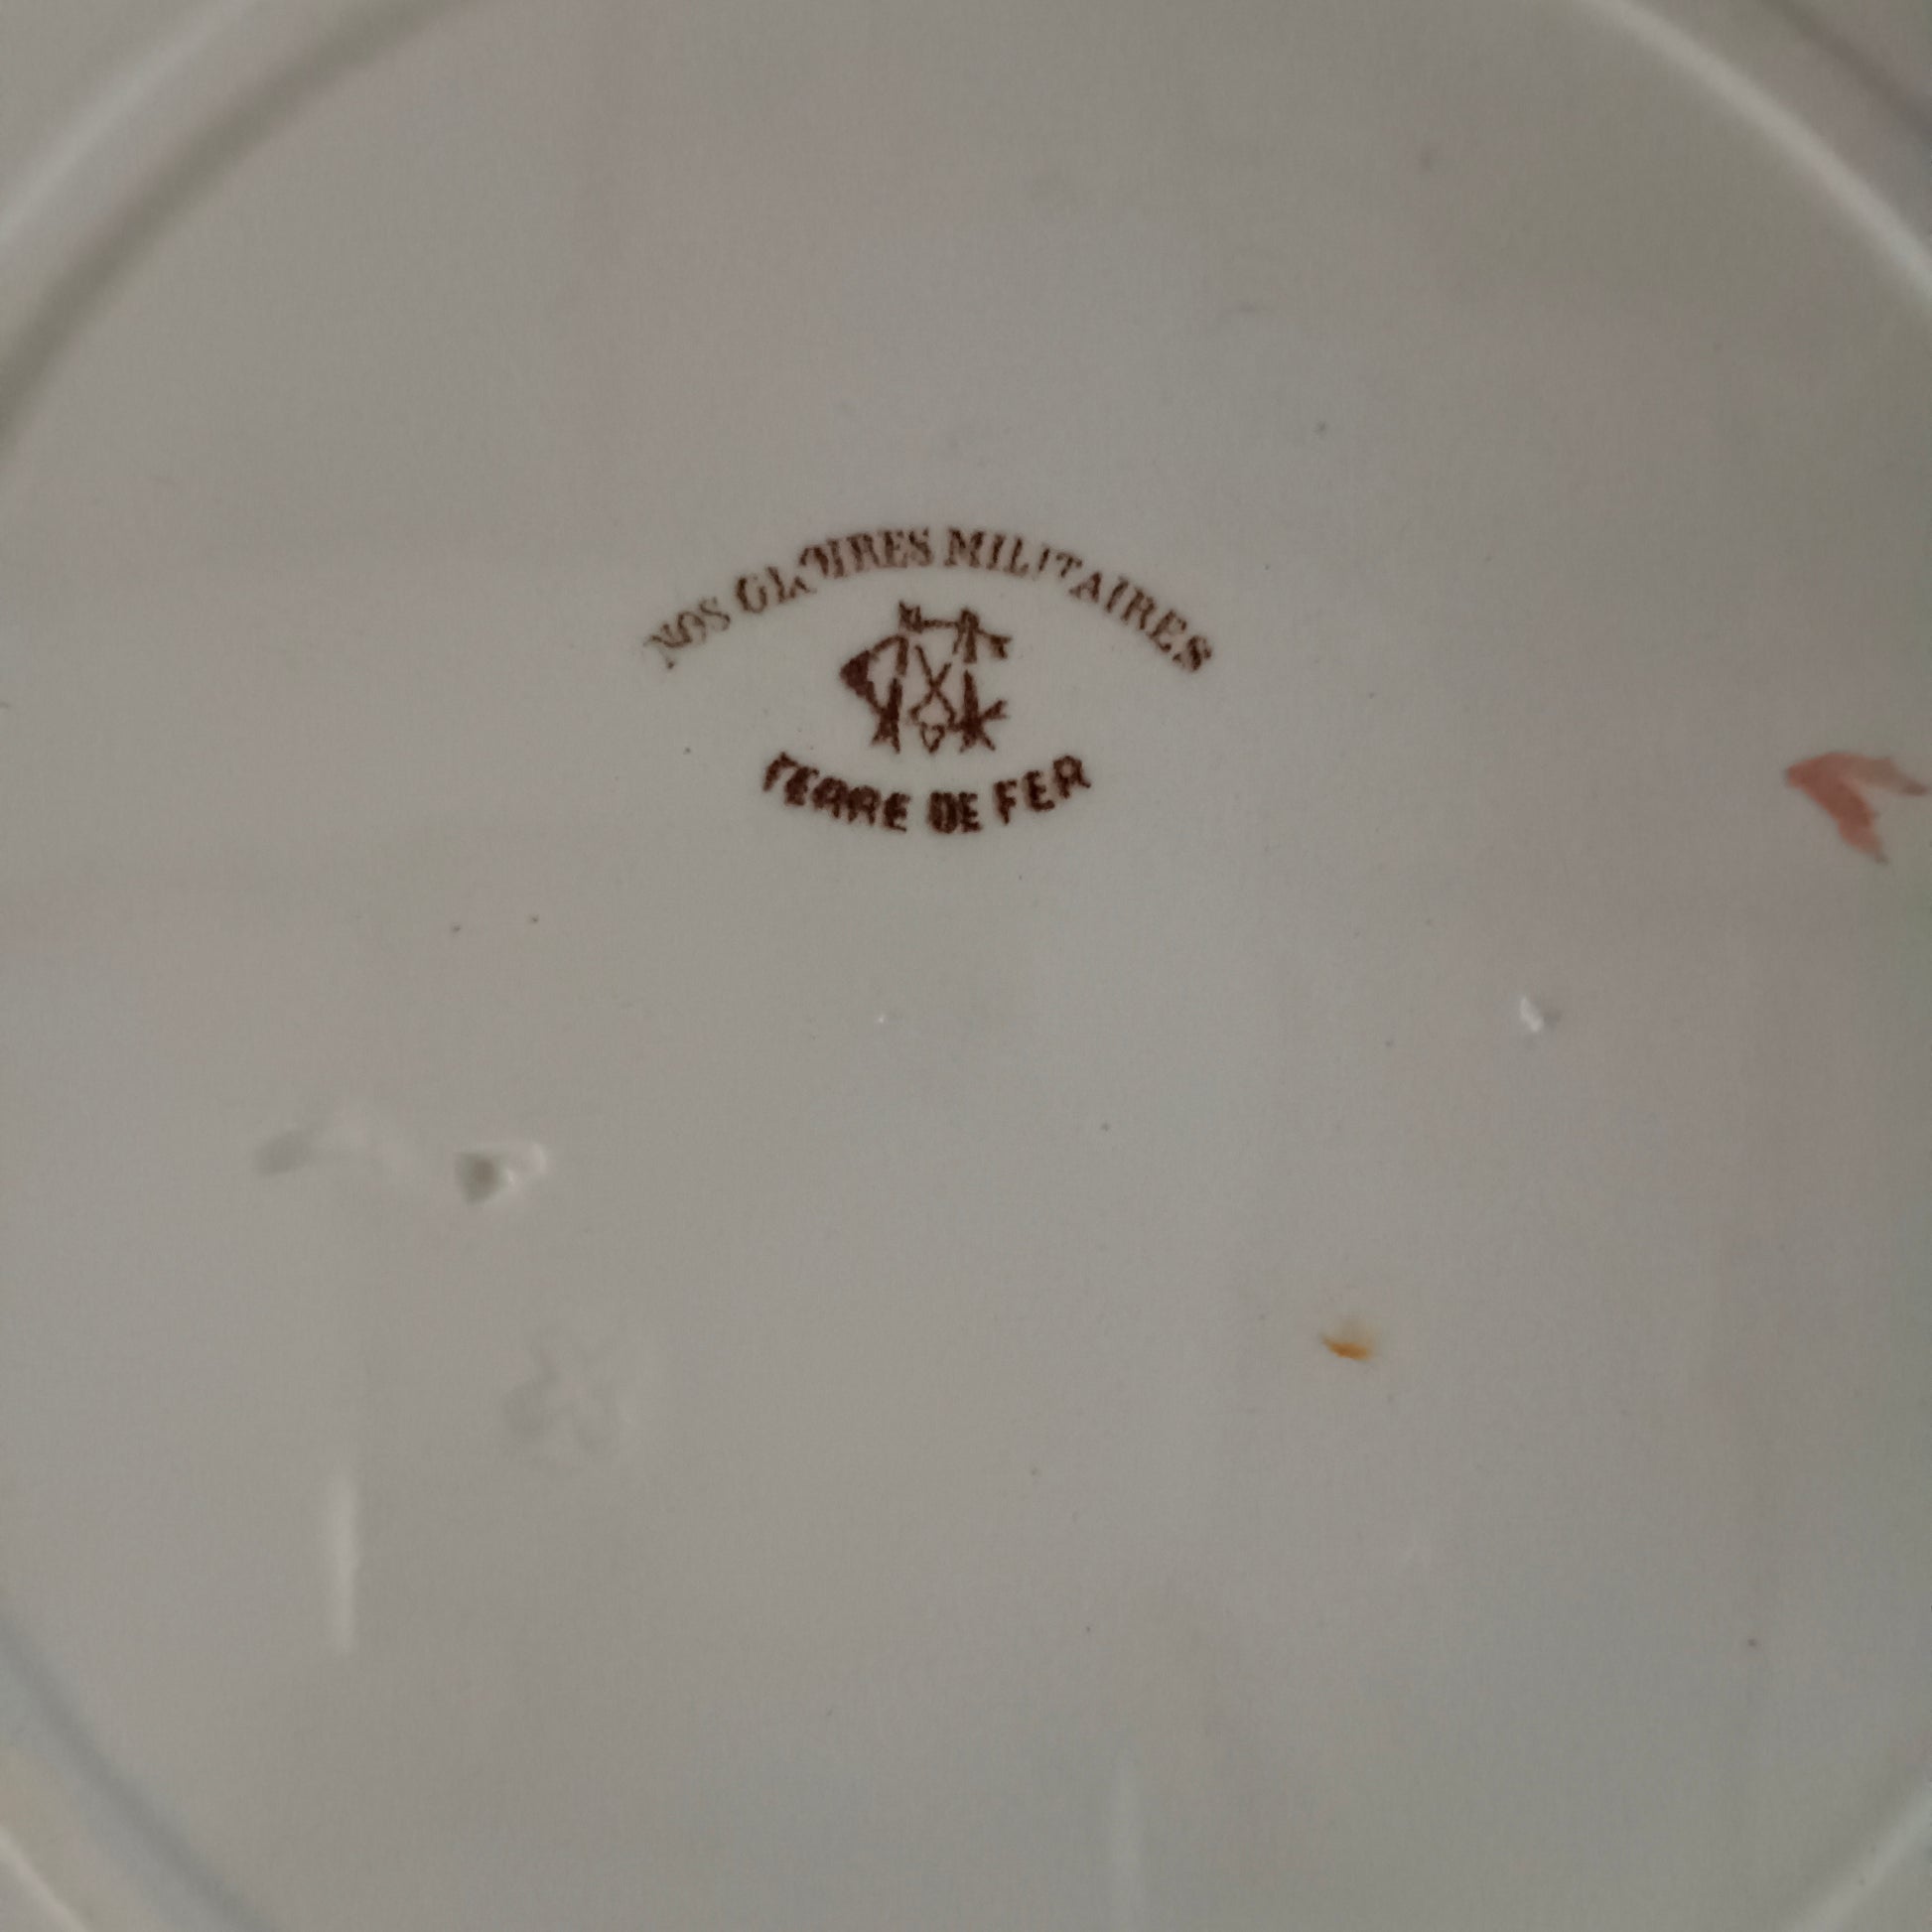 NOS GLOIRES MILITAIRES
TERRE DE FER